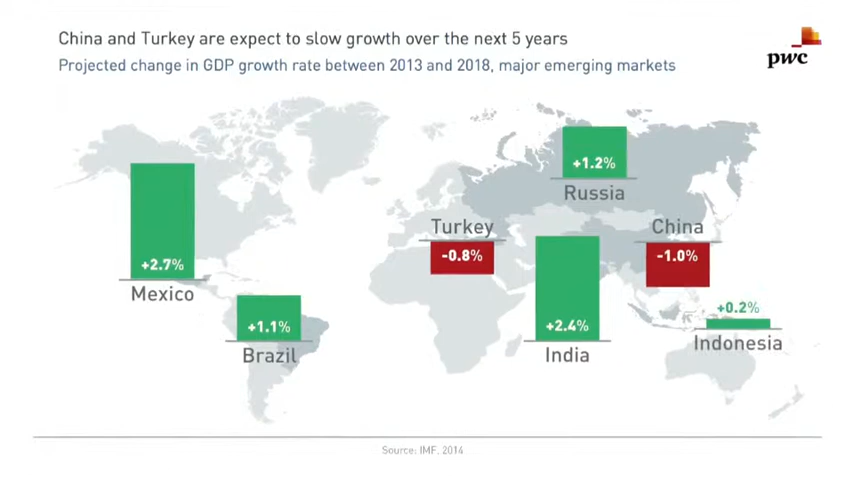 China and Turkey are expect to slow growth over the next 5 years
Projected change in GDP growth rate between 2013 and 2018, major emerging markets
pwc
+1.2%
Russia
+2.7%
Mexico
Turkey
-0.8%
China
-1.0%
+1.1%
Brazil
+2.4%
India
+0.2%
Indonesia
Source: IMF, 2014